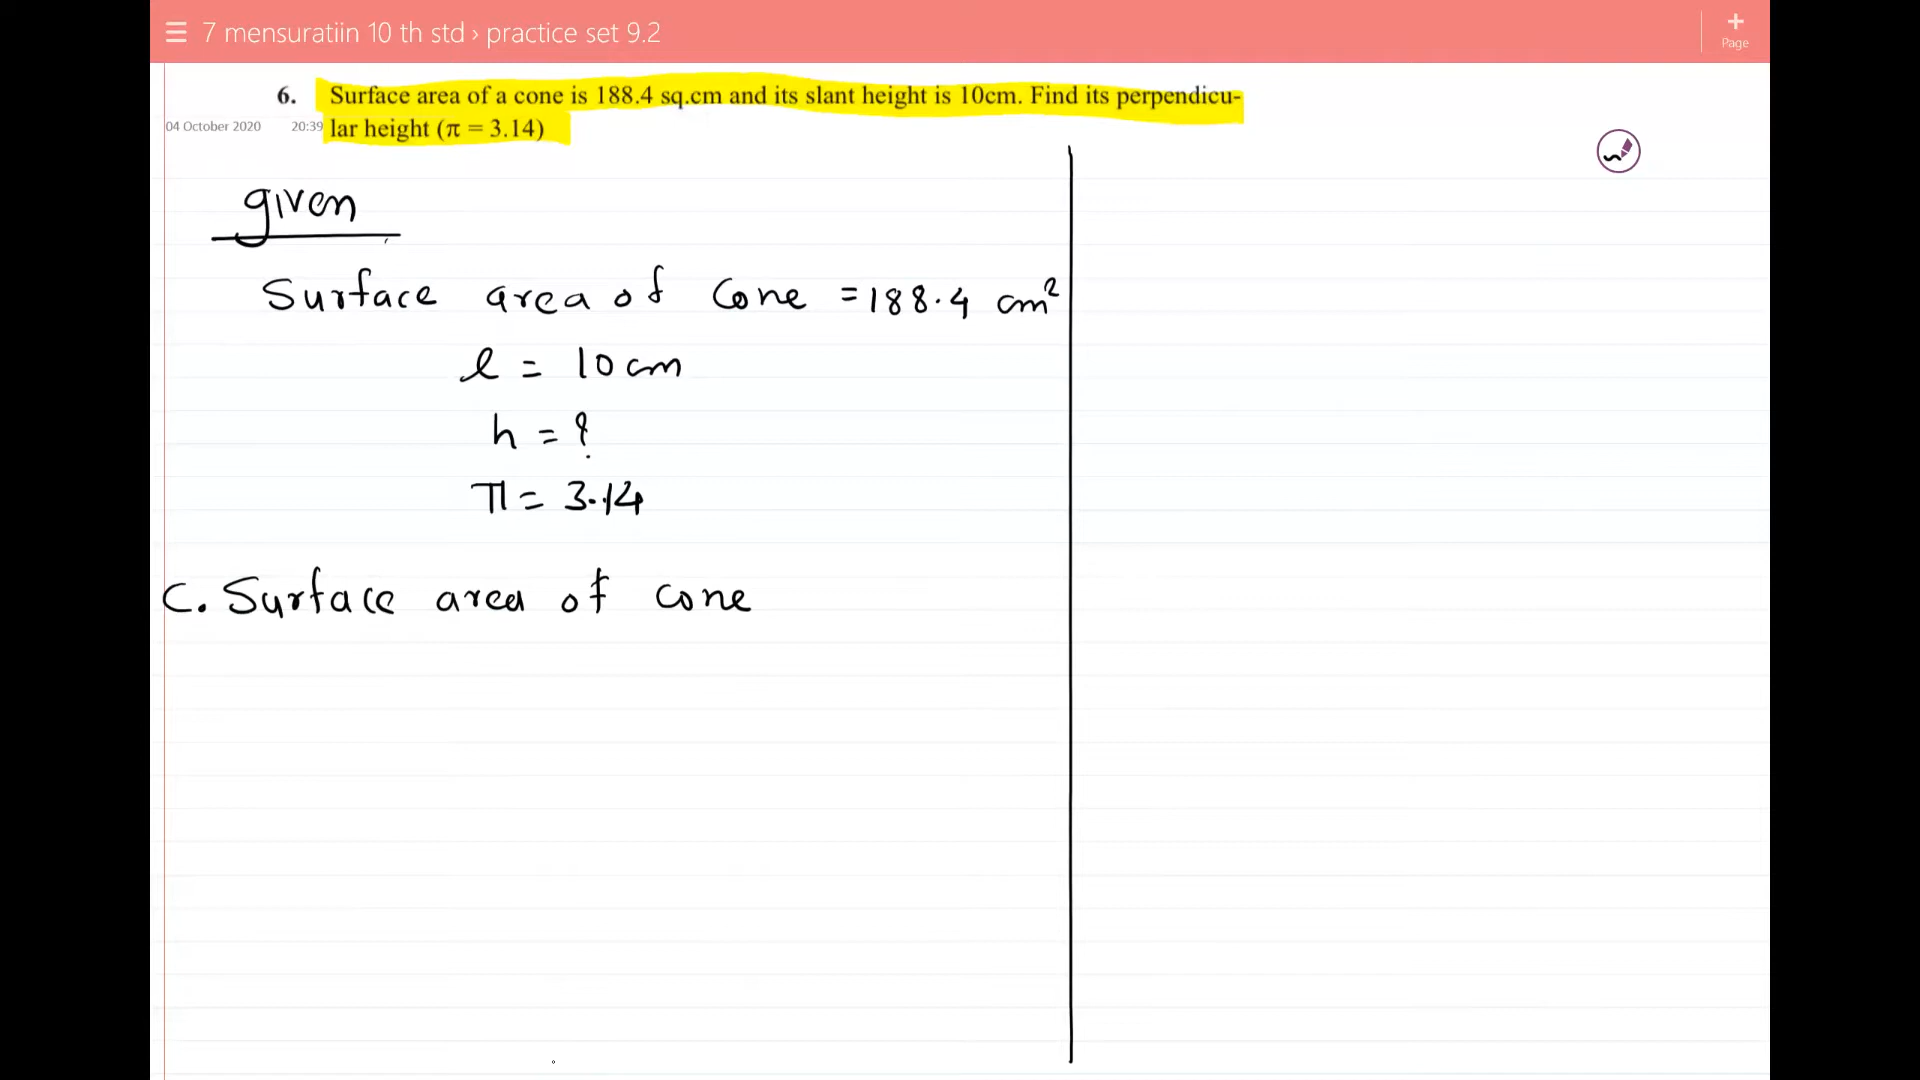 7 mensuratiin 10 th std › practice set 9.2
Page
6. Surface area of a cone is 188.4 sq.cm and its slant height is 10cm. Find its perpendicu-
04 October 2020 20:39 lar height (π = 3.14)
given
Surface area of Cone = 188.4 cm²
l = 10 cm
h = ?
π = 3.14
C. Surface area of cone